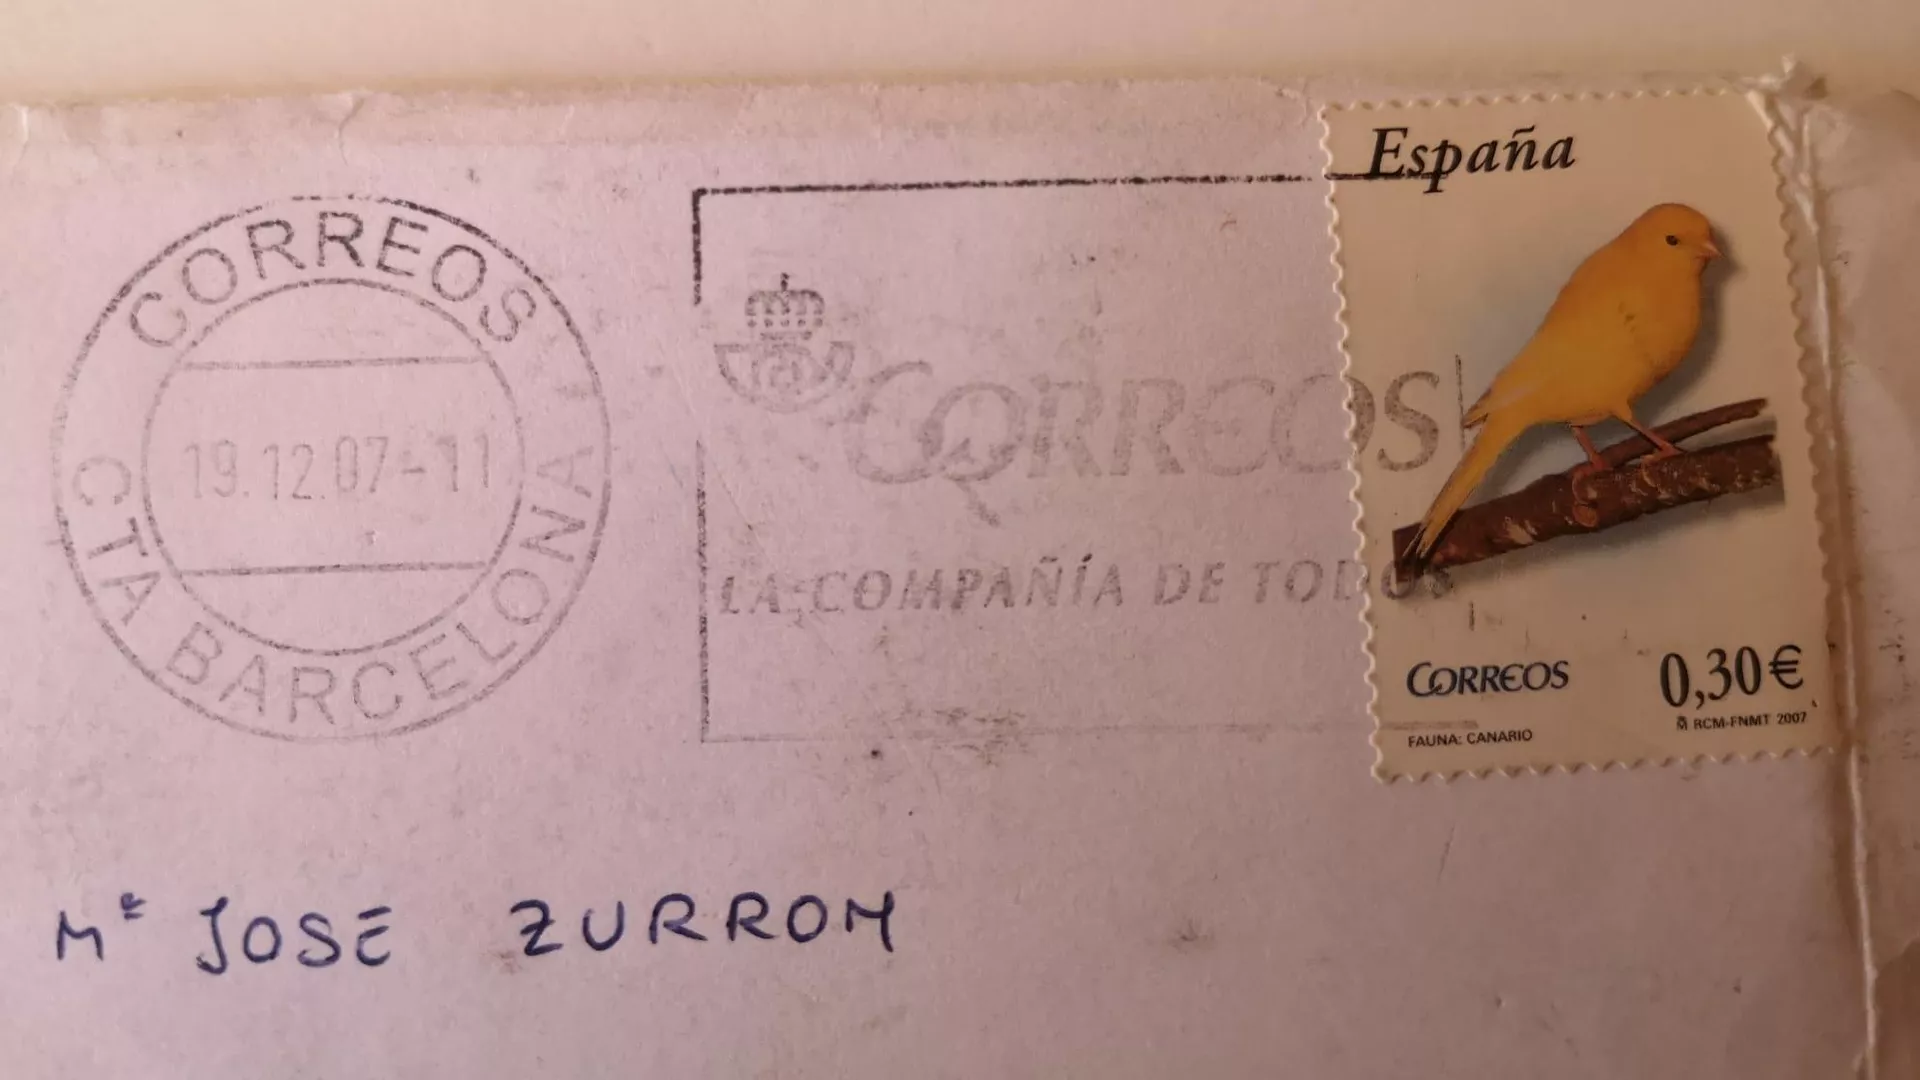 CORREOS
19.12.07-11
CTA BARCELONA
CORREOS
LA COMPAÑÍA DE TODOS
España
CORREOS 0,30€
RCM-FNMT 2007
FAUNA: CANARIO
Mª JOSE ZURRON